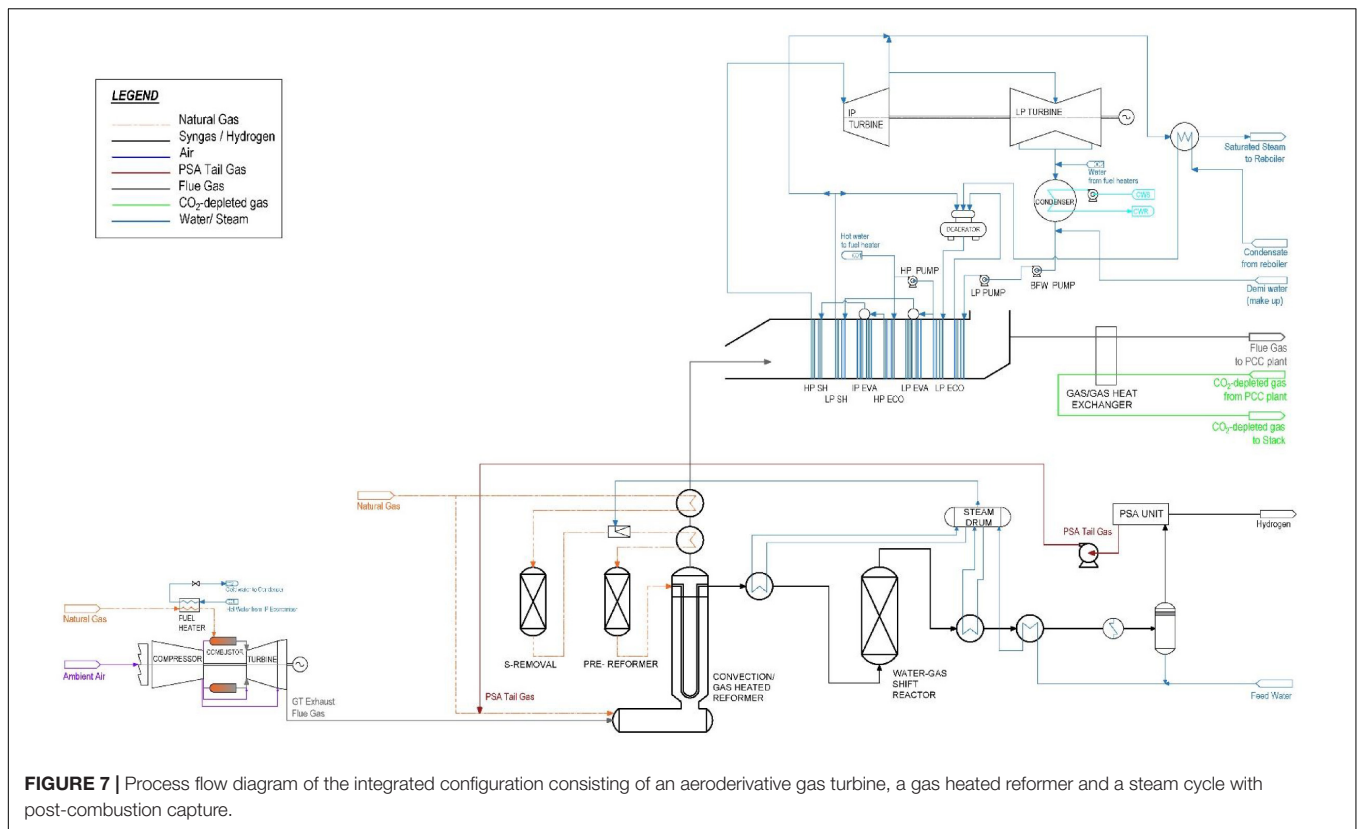 LEGEND
Natural Gas
Syngas / Hydrogen
Air
PSA Tail Gas
Flue Gas
CO2-depleted gas
Water/ Steam
IP
TURBINE
LP TURBINE
Saturated Steam
to Reboiler
Water
from fuel heaters
CONDENSER
CWS
CWR
DEAERATOR
Hot water
to fuel heater
HP PUMP
LP PUMP
BFW PUMP
Condensate
from reboiler
Demi water
(make up)
HP SH
LP SH
IP EVA
HP ECO
LP EVA
LP ECO
GAS/GAS HEAT
EXCHANGER
Flue Gas
to PCC plant
CO2-depleted gas
from PCC plant
CO2-depleted gas
to Stack
Natural Gas
STEAM
DRUM
PSA UNIT
Hydrogen
PSA Tail Gas
Natural Gas
FUEL
HEATER
COMPRESSOR
COMBUSTOR
TURBINE
Ambient Air
GT Exhaust
Flue Gas
S-REMOVAL
PRE- REFORMER
CONVECTION/
GAS HEATED
REFORMER
WATER-GAS
SHIFT
REACTOR
PSA Tail Gas
Feed Water
FIGURE 7 | Process flow diagram of the integrated configuration consisting of an aeroderivative gas turbine, a gas heated reformer and a steam cycle with
post-combustion capture.